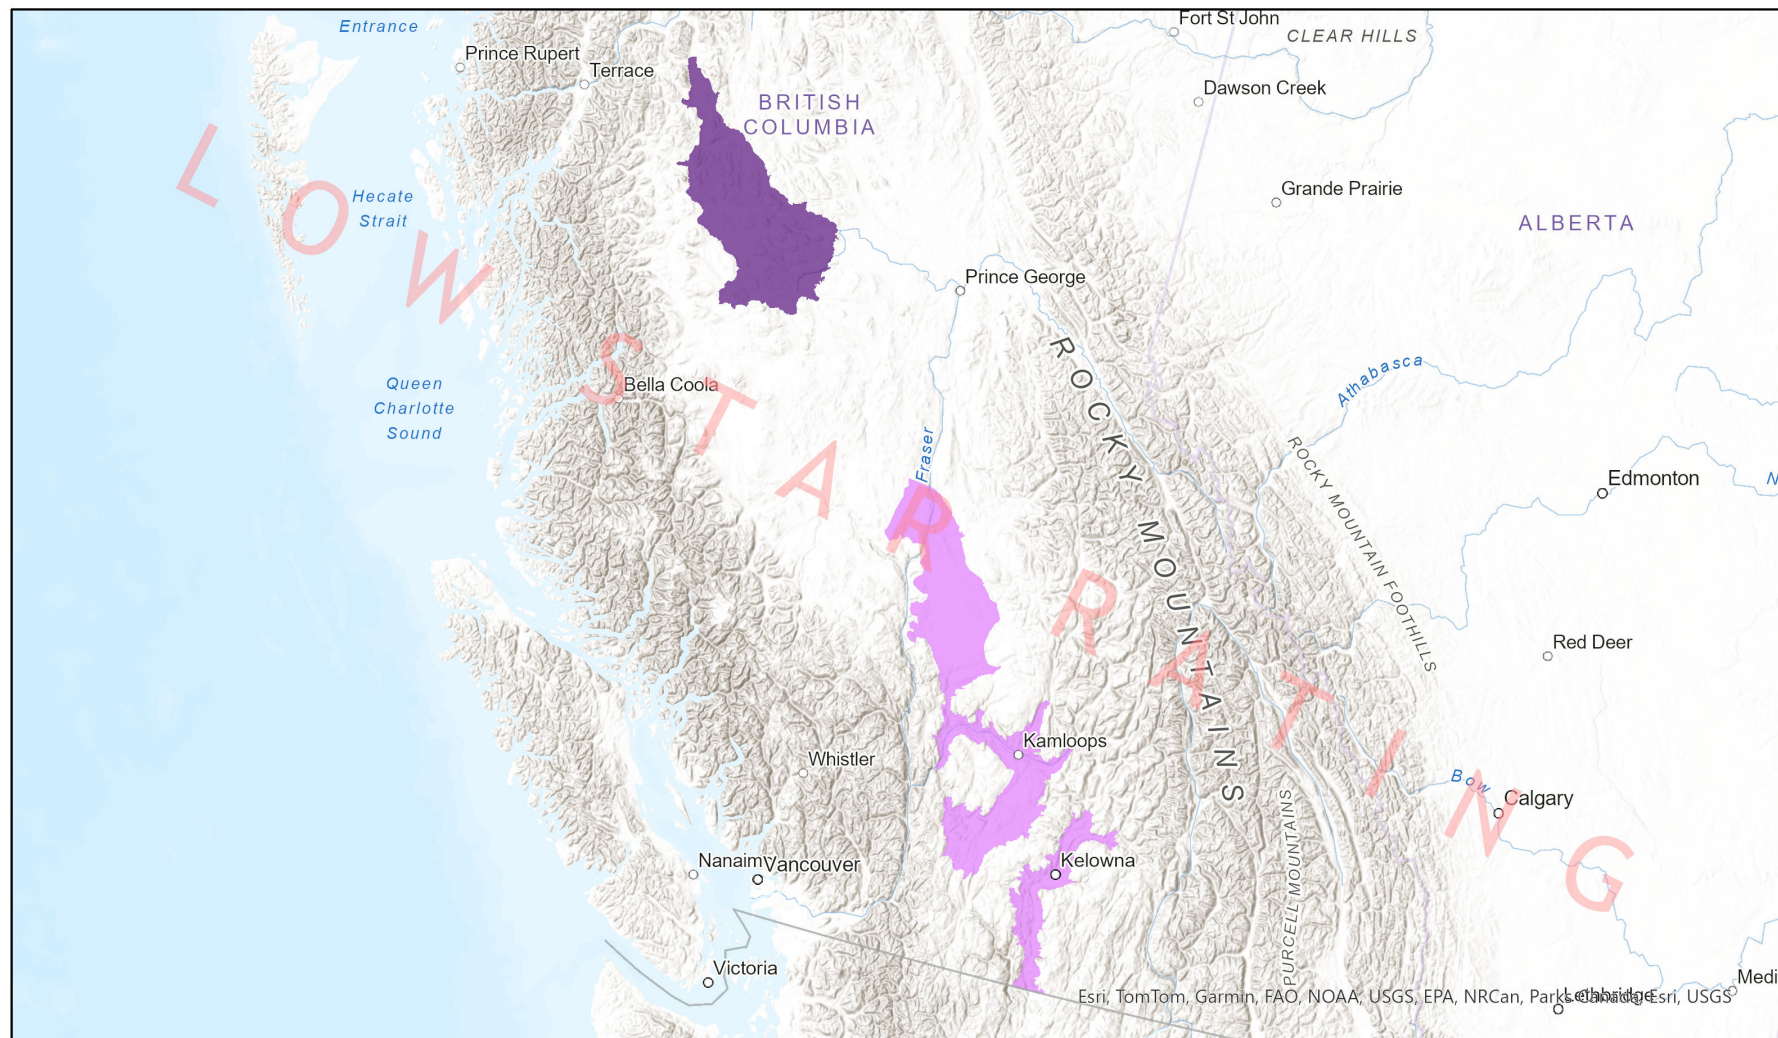 Entrance
Prince Rupert
Terrace
BRITISH
COLUMBIA
Fort St John
CLEAR HILLS
Dawson Creek
Grande Prairie
ALBERTA
Hecate
Strait
Prince George
Queen
Charlotte
Sound
Bella Coola
Fraser
Athabasca
ROCKY MOUNTAINS
ROCKY MOUNTAIN FOOTHILLS
Edmonton
N
Red Deer
LOW STAR RATING
Kamloops
Whistler
Bow
Calgary
PURCELL MOUNTAINS
Nanaim
Vancouver
Kelowna
Victoria
Medi
Lethbridge
Esri, TomTom, Garmin, FAO, NOAA, USGS, EPA, NRCan, Parks Canada, Esri, USGS